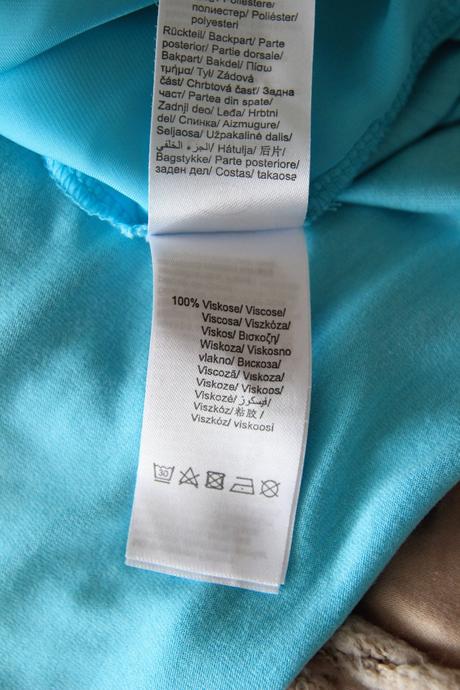 полиестер/ Poliéster/
polyesteri
Rückteil/ Backpart/ Parte
posterior/ Partie dorsale/
Bakpart/ Bakdel/ Πίσω
τμήμα/ Tył/ Zádová
část/ Chrbtová časť/ Задна
част/ Partea din spate/
Zadnji deo/ Leđa/ Hrbtni
del/ Спинка/ Aizmugure/
Seljaosa/ Užpakalinė dalis/
الجزء الخلفي/ Hátulja/ 后片/
Bagstykke/ Parte posteriore/
заден дел/ Costas/ takaosa
100% Viskose/ Viscose/
Viscosa/ Viszkóza/
Viskos/ Βισκοζη/
Wiskoza/ Viskosno
vlakno/ Вискоза/
Viscoză/ Viskoza/
Viskoze/ Viskoos/
Viskozė/ فيسكوز/
Viszkóz/ 粘胶/
Viszkóz/ viskoosi
30